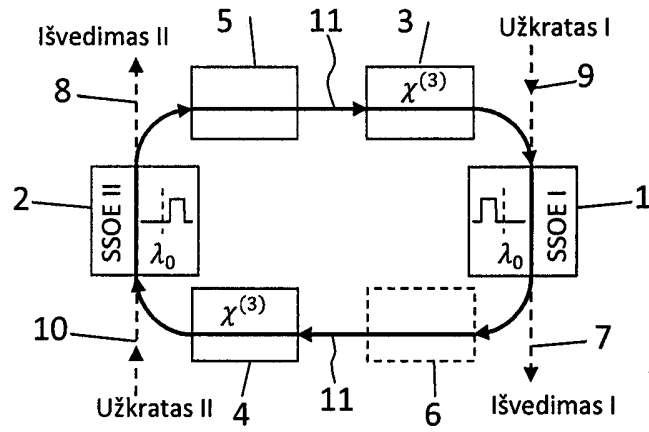 Išvedimas II
5
11
3
Užkratas I
8
χ(3)
9
2
SSOE II
λ0
λ0
SSOE I
1
10
χ(3)
7
Užkratas II
4
11
6
Išvedimas I